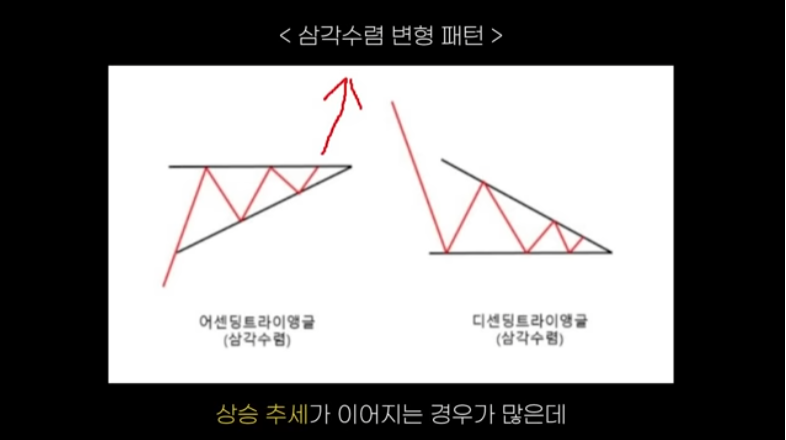 < 삼각수렴 변형 패턴 >
어센딩트라이앵글
(삼각수렴)
디센딩트라이앵글
(삼각수렴)
상승 추세가 이어지는 경우가 많은데